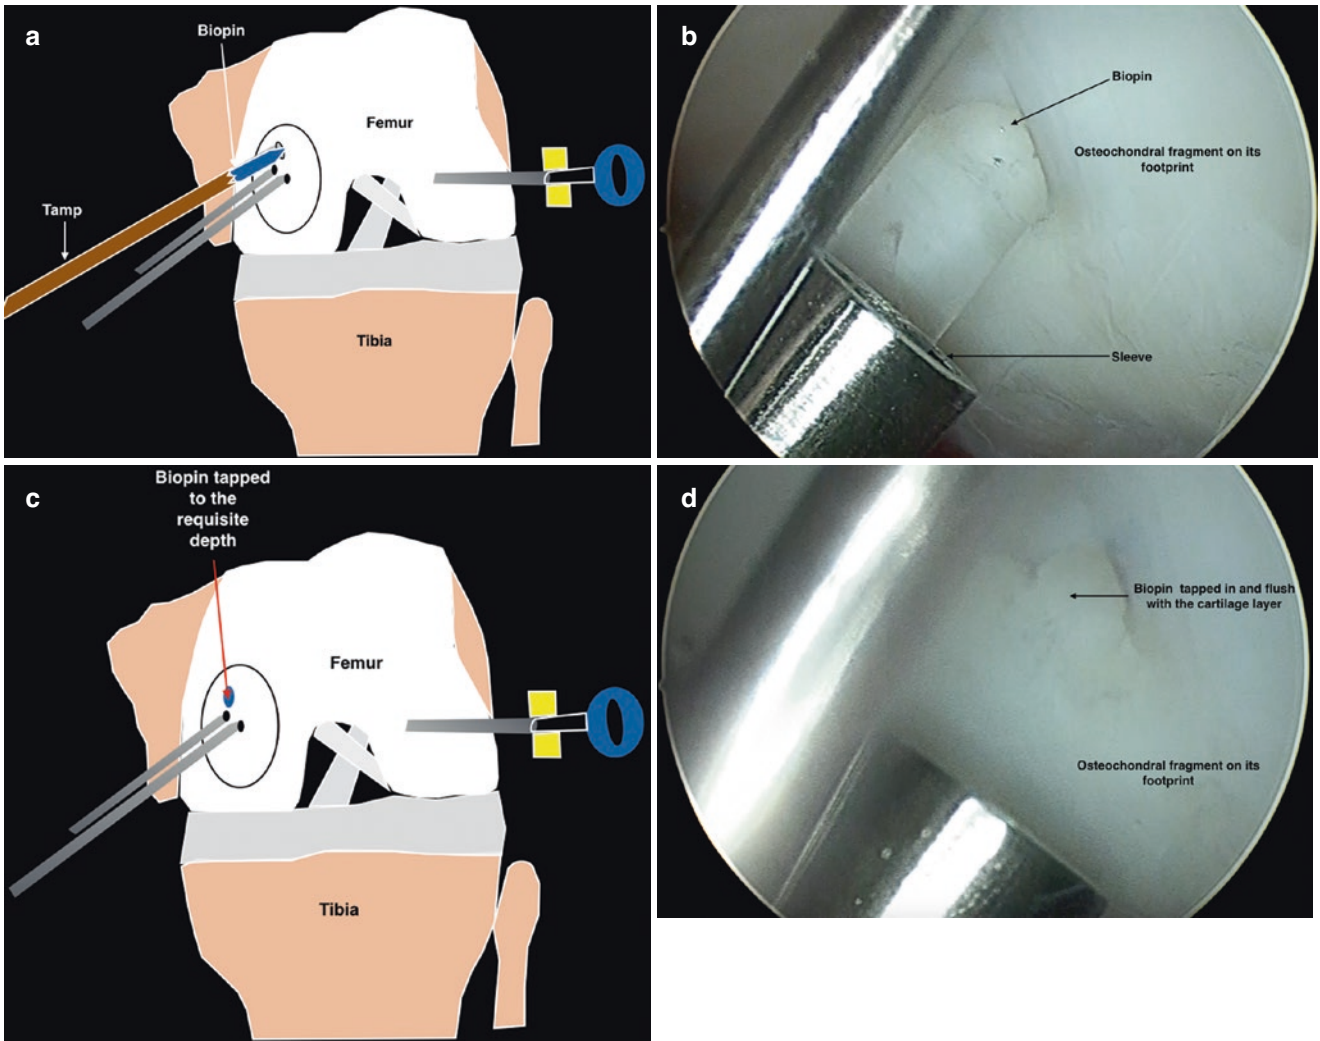 a
Biopin
Femur
Tamp
Tibia
b
Biopin
Osteochondral fragment on its
footprint
Sleeve
c
Biopin tapped
to the
requisite
depth
Femur
Tibia
d
Biopin tapped in and flush
with the cartilage layer
Osteochondral fragment on its
footprint